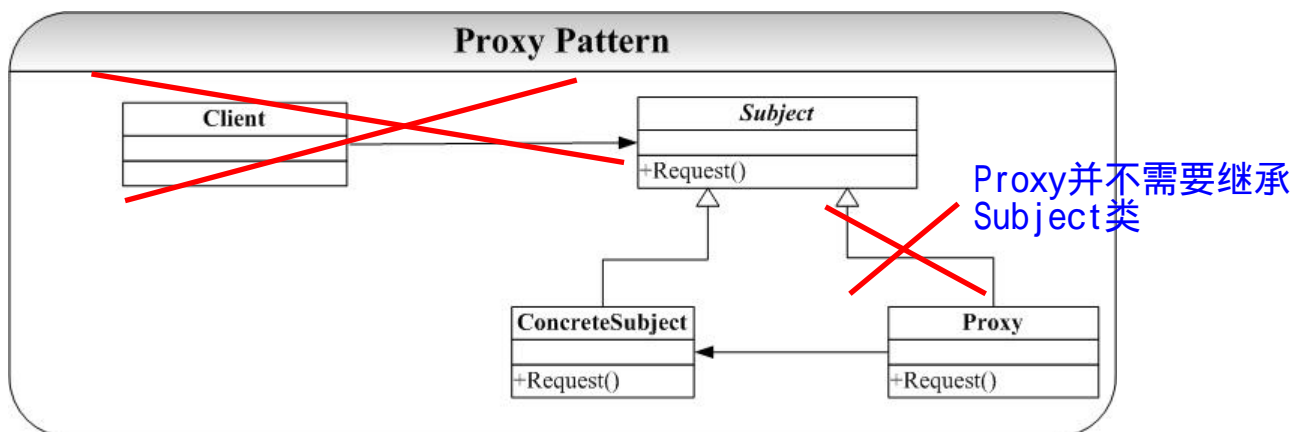 Proxy Pattern
Client
Subject
+Request()
Proxy并不需要继承
Subject类
ConcreteSubject
+Request()
Proxy
+Request()